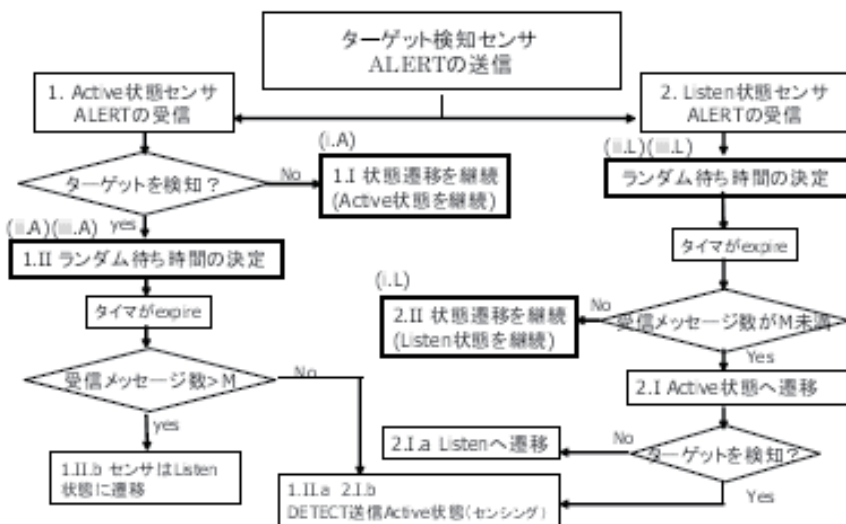 ターゲット検知センサ
ALERTの送信
1. Active状態センサ
ALERTの受信
2. Listen状態センサ
ALERTの受信
(i.A)
(ii.L)(iii.L)
ターゲットを検知?
No
1.I 状態遷移を継続
(Active状態を継続)
ランダム待ち時間の決定
(ii.A)(iii.A)
yes
1.II ランダム待ち時間の決定
タイマがexpire
(i.L)
タイマがexpire
2.II 状態遷移を継続
(Listen状態を継続)
No
受信メッセージ数がM未満
Yes
受信メッセージ数>M
No
2.I Active状態へ遷移
yes
2.I.a Listenへ遷移
No
ターゲットを検知?
1.II.b センサはListen
状態に遷移
1.II.a 2.I.b
DETECT送信Active状態(センシング)
Yes